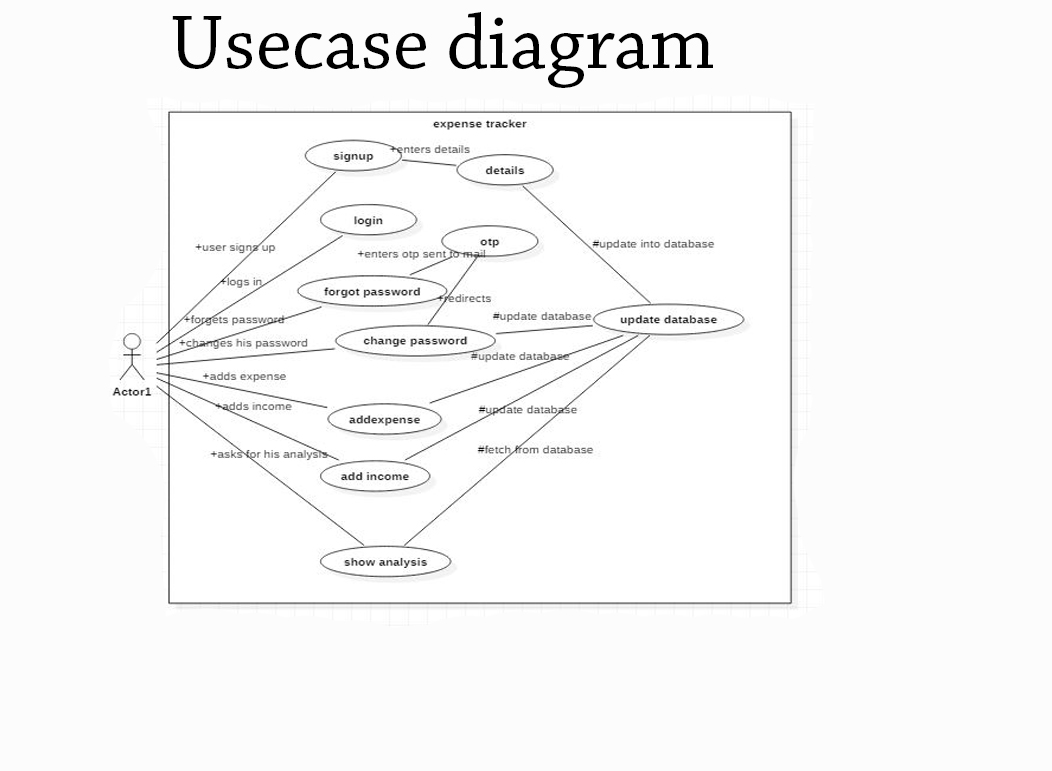 Usecase diagram
expense tracker
+enters details
signup
details
login
otp
+user signs up
#update into database
+enters otp sent to mail
+logs in
forgot password
+redirects
+forgets password
#update database
update database
change password
+changes his password
#update database
+adds expense
Actor1
+adds income
#update database
addexpense
#fetch from database
+asks for his analysis
add income
show analysis